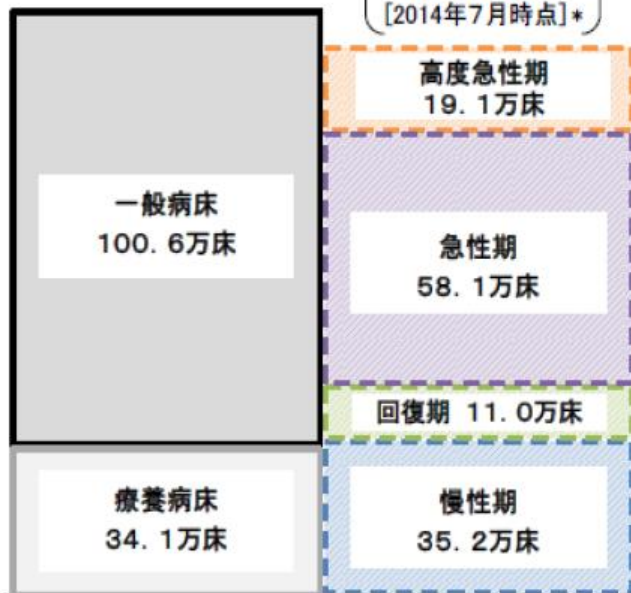 [2014年7月時点]*
高度急性期
19.1万床
一般病床
100.6万床
急性期
58.1万床
回復期 11.0万床
療養病床
34.1万床
慢性期
35.2万床